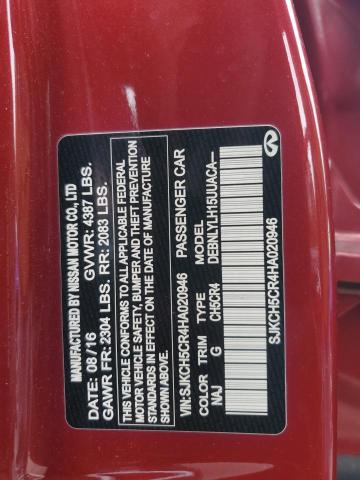 MANUFACTURED BY NISSAN MOTOR CO., LTD
DATE: 08/16 GVWR: 4387 LBS.
GAWR FR: 2304 LBS. RR: 2083 LBS.
THIS VEHICLE CONFORMS TO ALL APPLICABLE FEDERAL
MOTOR VEHICLE SAFETY, BUMPER AND THEFT PREVENTION
STANDARDS IN EFFECT ON THE DATE OF MANUFACTURE
SHOWN ABOVE.
VIN:SJKCH5CR4HA020946 PASSENGER CAR
COLOR TRIM TYPE MODEL
NAJ G CH5CR4 DEBNLYLH15UUACA—
SJKCH5CR4HA020946